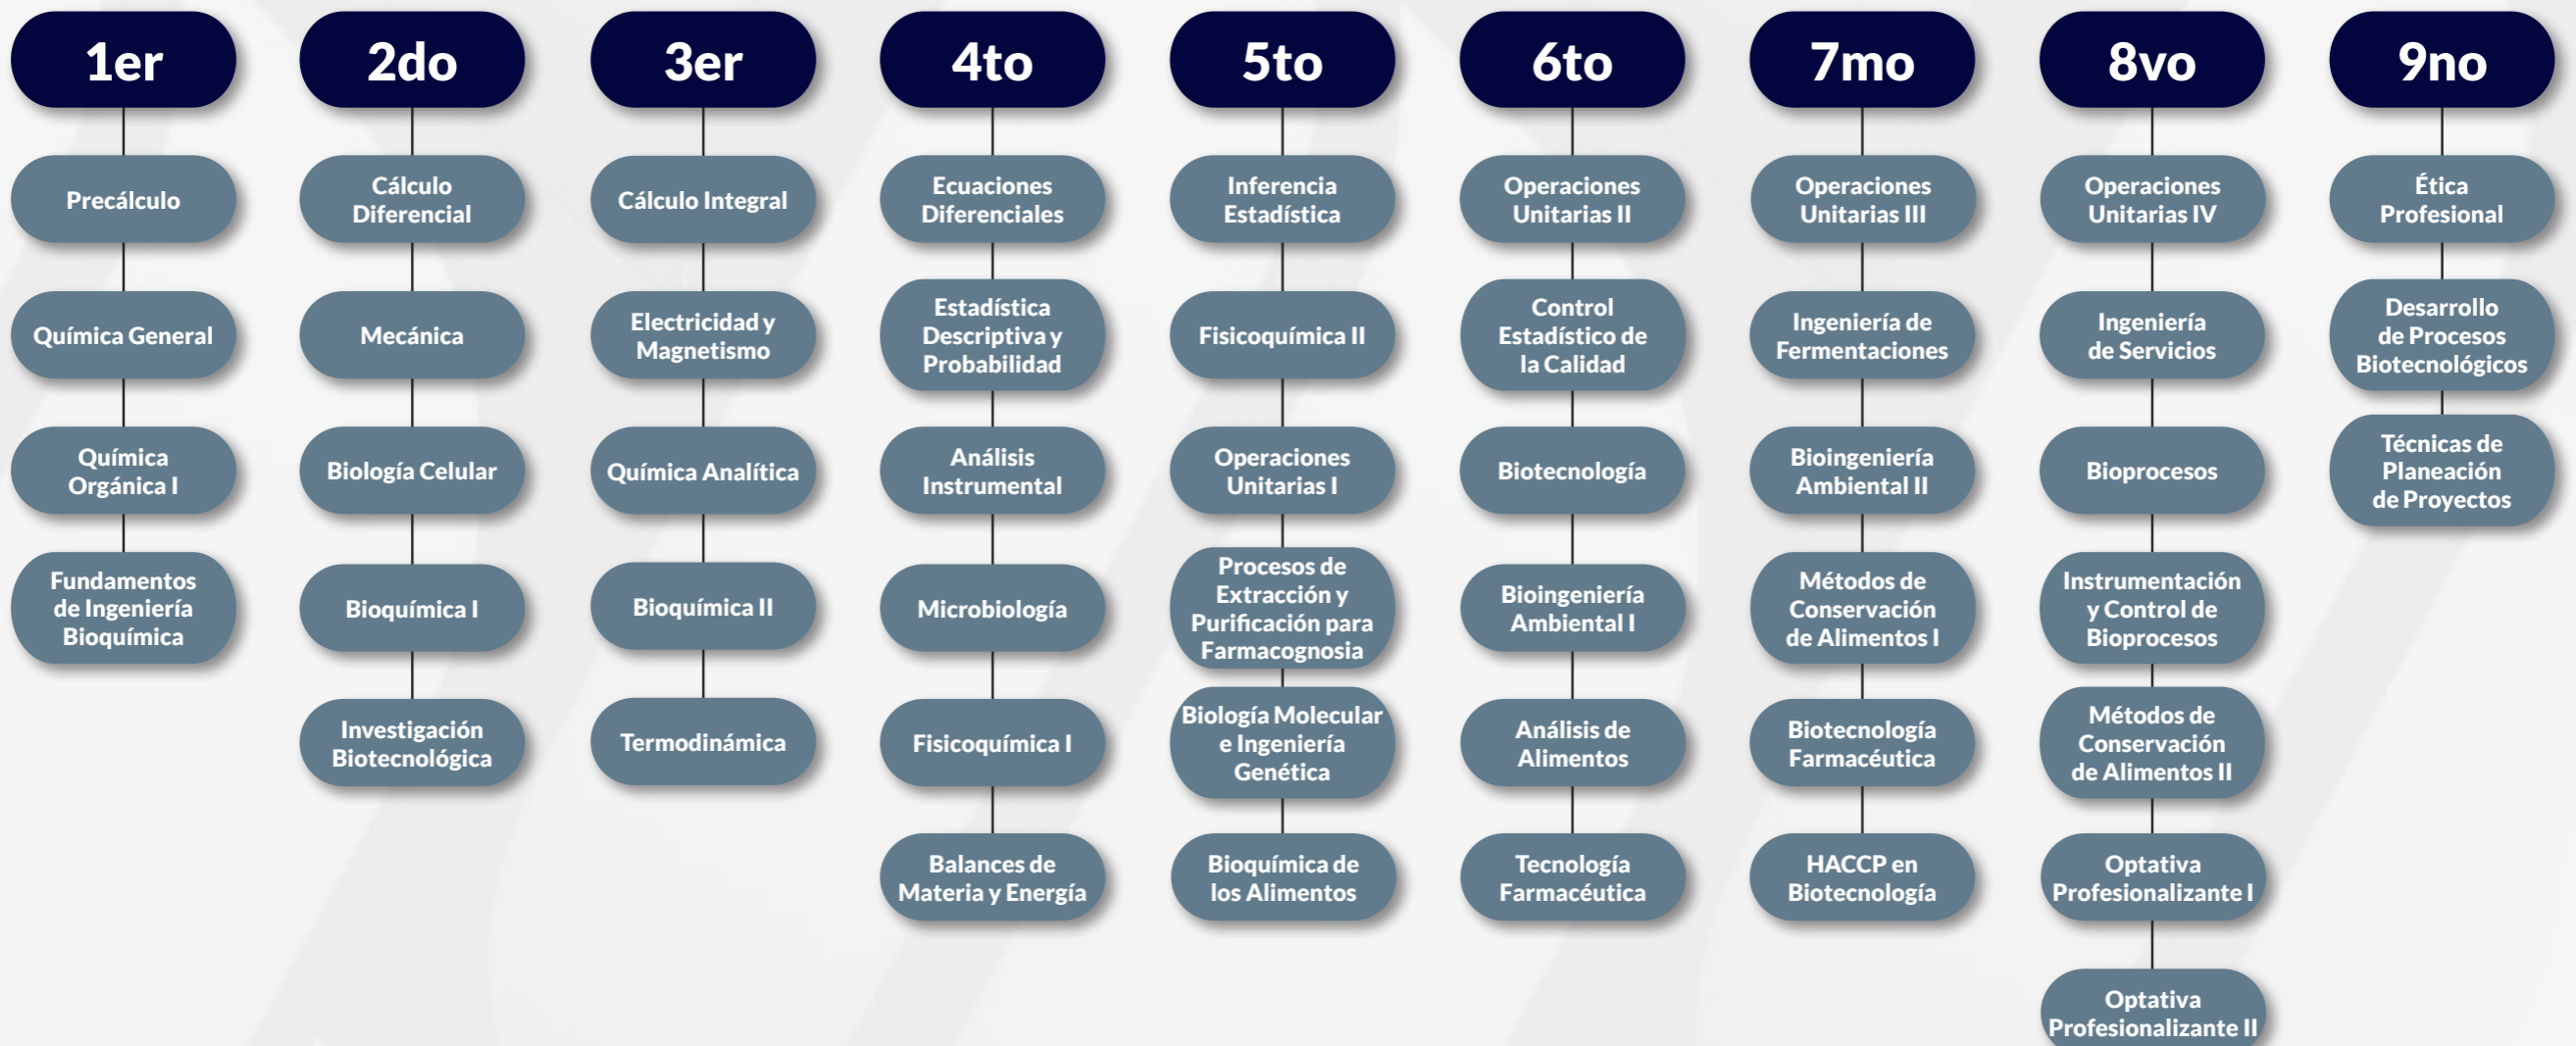 1er
Precálculo
Química General
Química
Orgánica I
Fundamentos
de Ingeniería
Bioquímica
2do
Cálculo
Diferencial
Mecánica
Biología Celular
Bioquímica I
Investigación
Biotecnológica
3er
Cálculo Integral
Electricidad y
Magnetismo
Química Analítica
Bioquímica II
Termodinámica
4to
Ecuaciones
Diferenciales
Estadística
Descriptiva y
Probabilidad
Análisis
Instrumental
Microbiología
Fisicoquímica I
Balances de
Materia y Energía
5to
Inferencia
Estadística
Fisicoquímica II
Operaciones
Unitarias I
Procesos de
Extracción y
Purificación para
Farmacognosia
Biología Molecular
e Ingeniería
Genética
Bioquímica de
los Alimentos
6to
Operaciones
Unitarias II
Control
Estadístico de
la Calidad
Biotecnología
Bioingeniería
Ambiental I
Análisis de
Alimentos
Tecnología
Farmacéutica
7mo
Operaciones
Unitarias III
Ingeniería de
Fermentaciones
Bioingeniería
Ambiental II
Métodos de
Conservación
de Alimentos I
Biotecnología
Farmacéutica
HACCP en
Biotecnología
8vo
Operaciones
Unitarias IV
Ingeniería
de Servicios
Bioprocesos
Instrumentación
y Control de
Bioprocesos
Métodos de
Conservación
de Alimentos II
Optativa
Profesionalizante I
Optativa
Profesionalizante II
9no
Ética
Profesional
Desarrollo
de Procesos
Biotecnológicos
Técnicas de
Planeación
de Proyectos